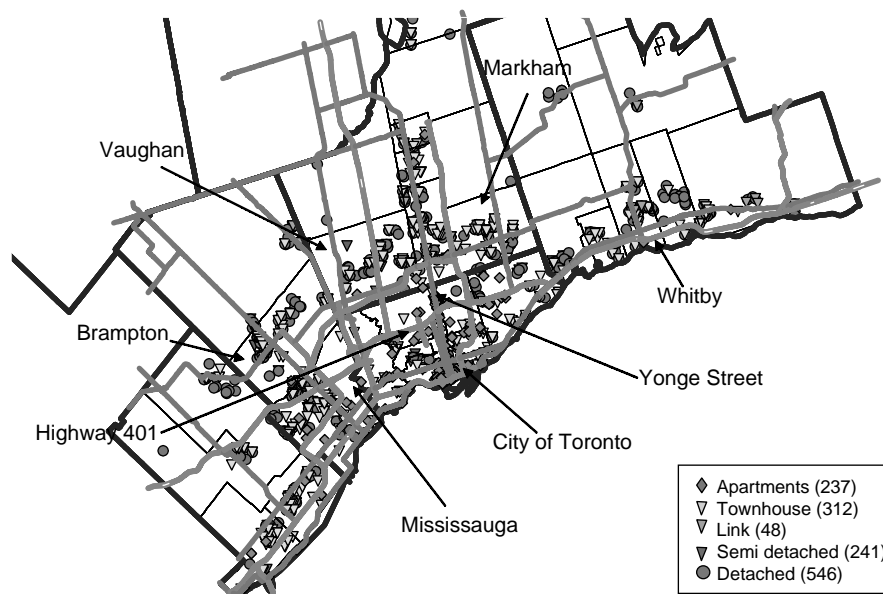 Markham
Vaughan
Whitby
Brampton
Yonge Street
Highway 401
City of Toronto
Mississauga
Apartments (237)
Townhouse (312)
Link (48)
Semi detached (241)
Detached (546)